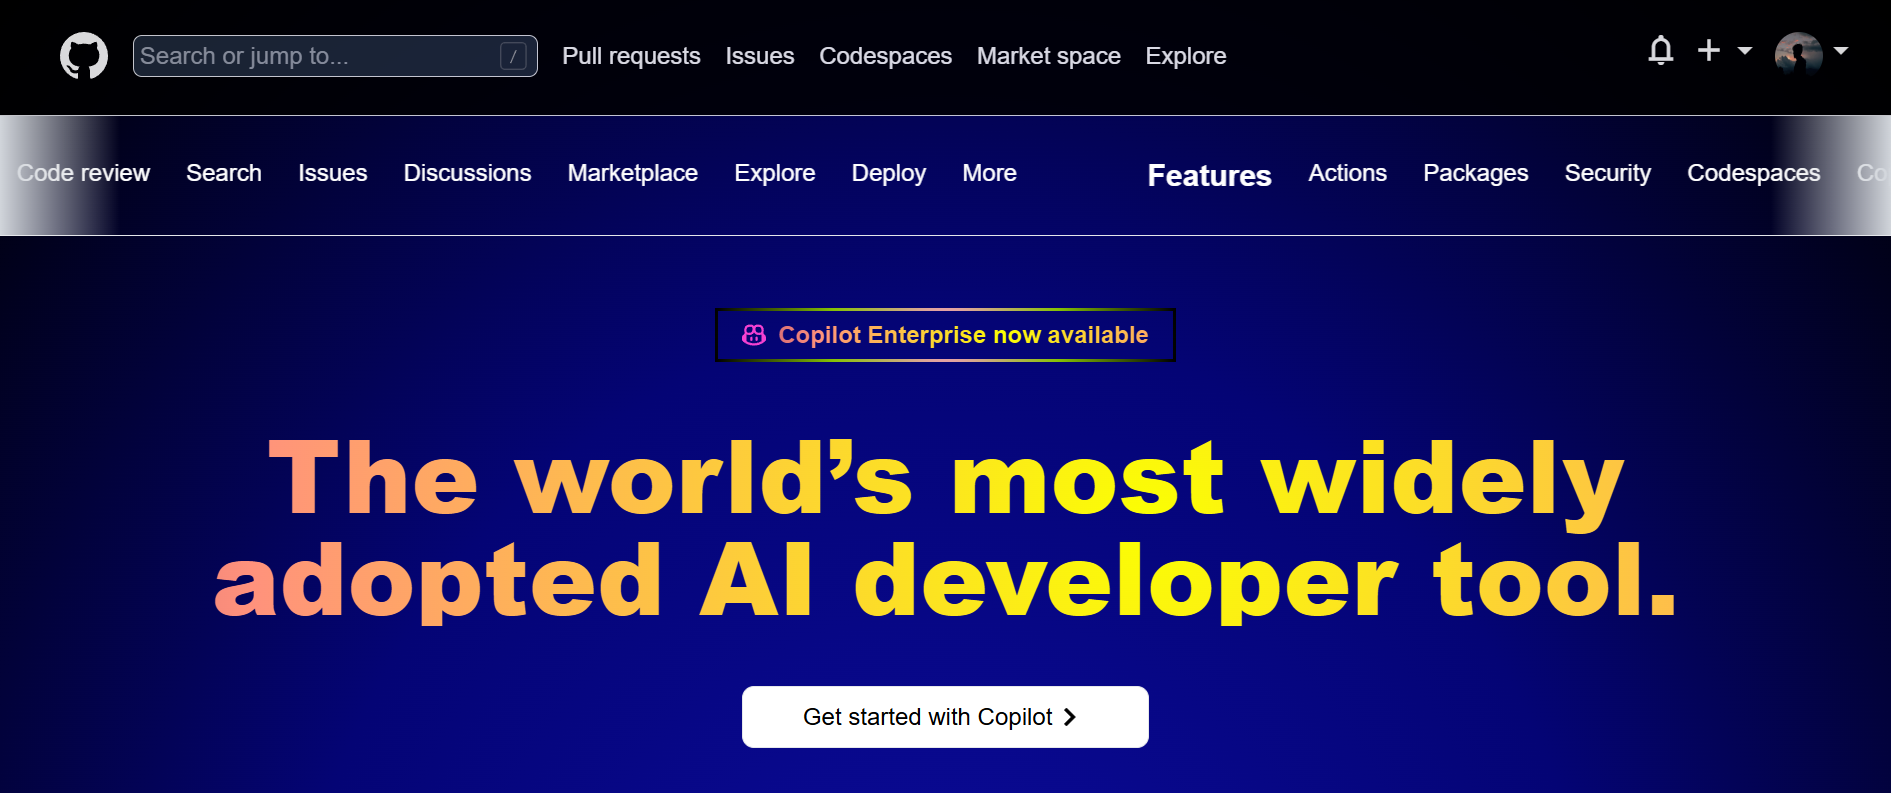 Search or jump to... / Pull requests Issues Codespaces Market space Explore
Code review Search Issues Discussions Marketplace Explore Deploy More Features Actions Packages Security Codespaces Co
Copilot Enterprise now available
The world’s most widely
adopted AI developer tool.
Get started with Copilot